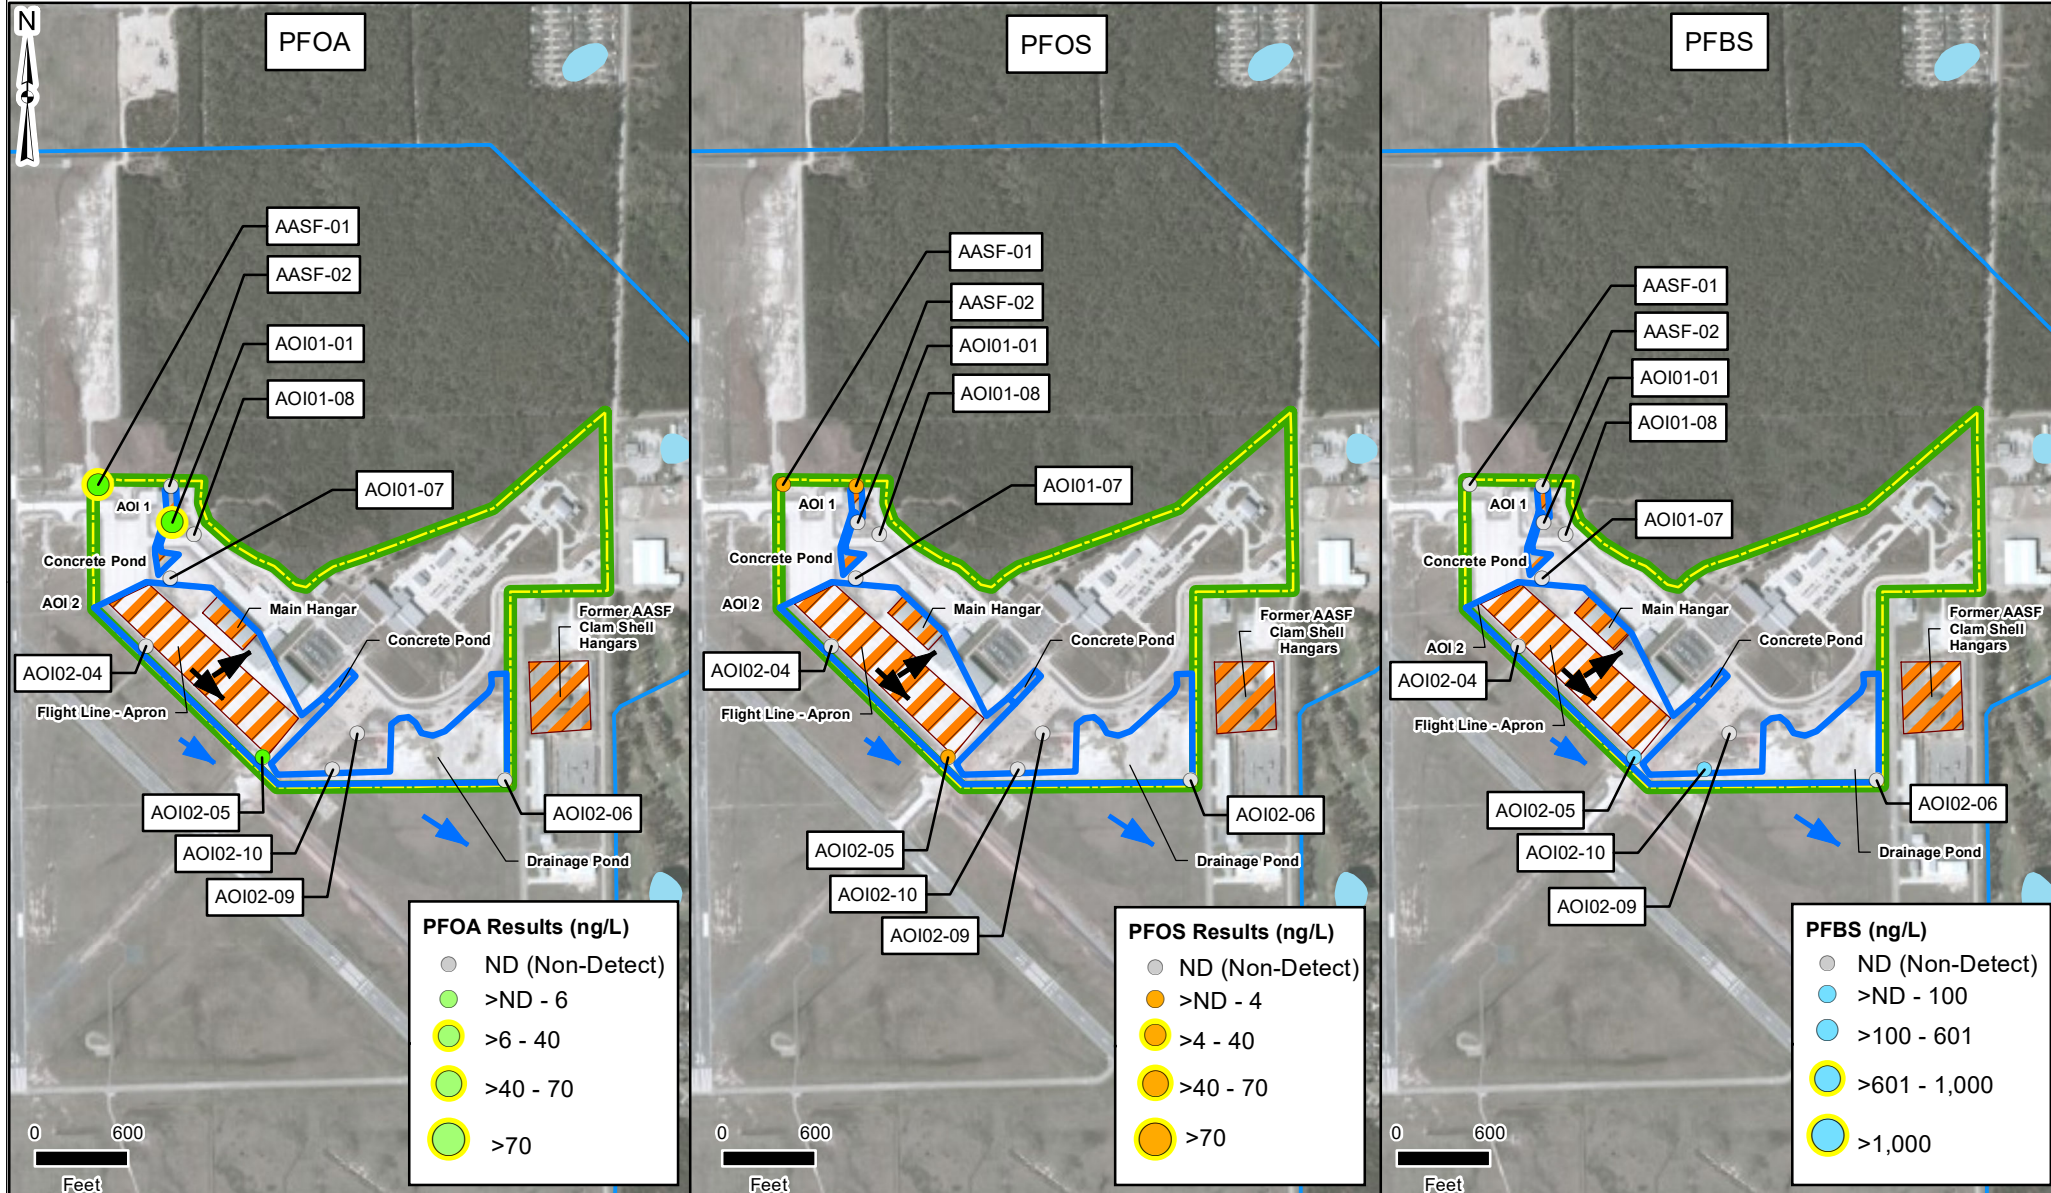 N
PFOA
AASF-01
AASF-02
AOI01-01
AOI01-08
AOI01-07
AOI 1
Concrete Pond
AOI 2
Main Hangar
Former AASF
Clam Shell
Hangars
Concrete Pond
AOI02-04
Flight Line - Apron
AOI02-05
AOI02-06
AOI02-10
Drainage Pond
AOI02-09
PFOA Results (ng/L)
ND (Non-Detect)
>ND - 6
>6 - 40
>40 - 70
>70
0 600
Feet
PFOS
AASF-01
AASF-02
AOI01-01
AOI01-08
AOI01-07
AOI 1
Concrete Pond
AOI 2
Main Hangar
Former AASF
Clam Shell
Hangars
Concrete Pond
AOI02-04
Flight Line - Apron
AOI02-06
AOI02-05
Drainage Pond
AOI02-10
AOI02-09
PFOS Results (ng/L)
ND (Non-Detect)
>ND - 4
>4 - 40
>40 - 70
>70
0 600
Feet
PFBS
AASF-01
AASF-02
AOI01-01
AOI01-08
AOI 1
AOI01-07
Concrete Pond
Main Hangar
Former AASF
Clam Shell
Hangars
Concrete Pond
AOI 2
AOI02-04
Flight Line - Apron
AOI02-06
AOI02-05
AOI02-10
Drainage Pond
AOI02-09
PFBS (ng/L)
ND (Non-Detect)
>ND - 100
>100 - 601
>601 - 1,000
>1,000
0 600
Feet